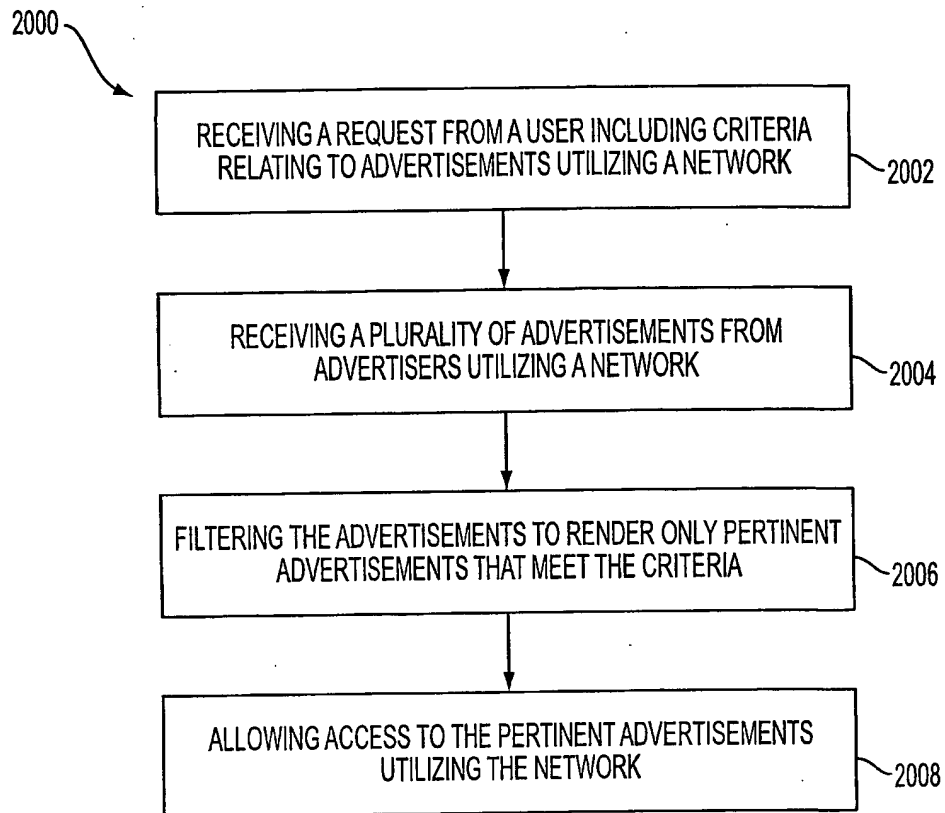 2000
RECEIVING A REQUEST FROM A USER INCLUDING CRITERIA
RELATING TO ADVERTISEMENTS UTILIZING A NETWORK
2002
RECEIVING A PLURALITY OF ADVERTISEMENTS FROM
ADVERTISERS UTILIZING A NETWORK
2004
FILTERING THE ADVERTISEMENTS TO RENDER ONLY PERTINENT
ADVERTISEMENTS THAT MEET THE CRITERIA
2006
ALLOWING ACCESS TO THE PERTINENT ADVERTISEMENTS
UTILIZING THE NETWORK
2008